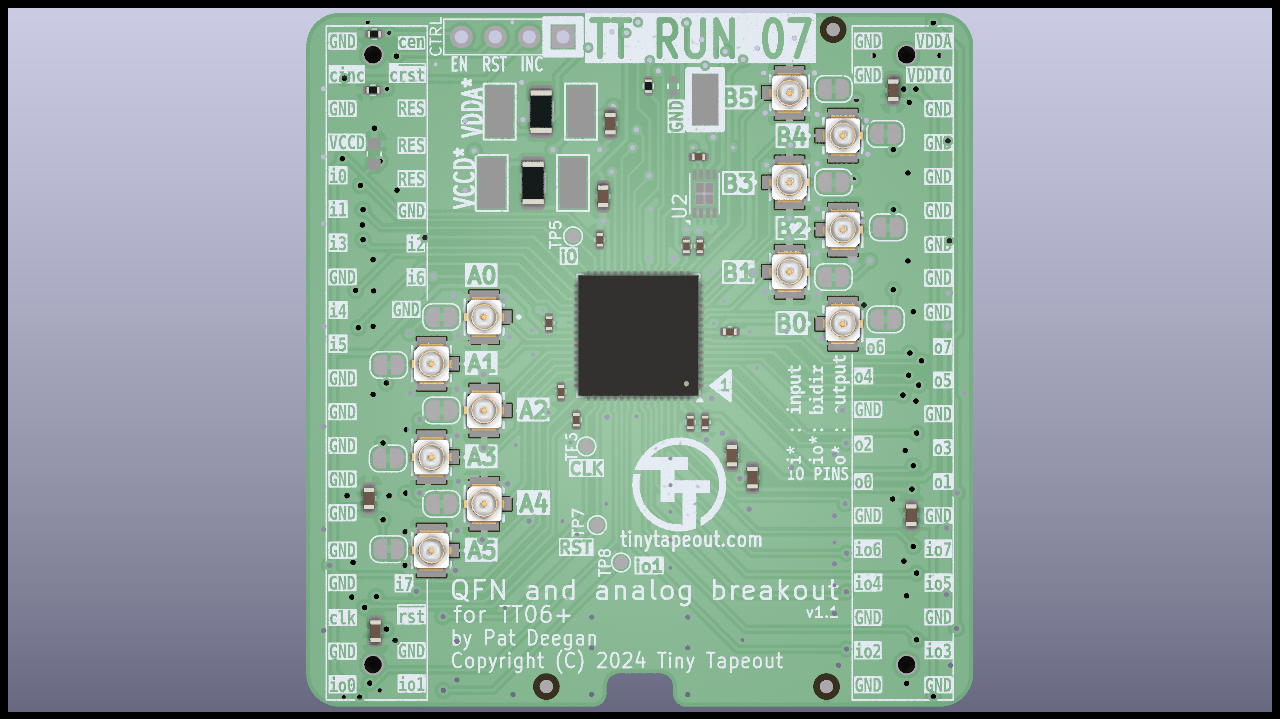 CTRL
EN RST INC
TT RUN 07
GND cen
cinc crst
GND RES
VCCD RES
i0 RES
i1 GND
i3 i2
GND i6
i4 GND
i5
GND
GND
GND
GND
GND
GND
GND i7
clk rst
GND GND
io0 io1
VDDA*
VCCD*
GND
U2
TP5
i0
A0
A1
A2
A3
A4
A5
B5
B4
B3
B2
B1
B0
GND VDDA
GND VDDIO
GND
GND
GND
GND
GND
GND
GND
o6 o7
o4 o5
GND GND
o2 o3
o0 o1
GND GND
io6 io7
io4 io5
GND GND
io2 io3
GND GND
1
i* : input
io* : bidir
o* : output
IO PINS
CLK
TP7
RST
TP8
io1
TT
tinytapeout.com
QFN and analog breakout
for TT06+
v1.1
by Pat Deegan
Copyright (C) 2024 Tiny Tapeout